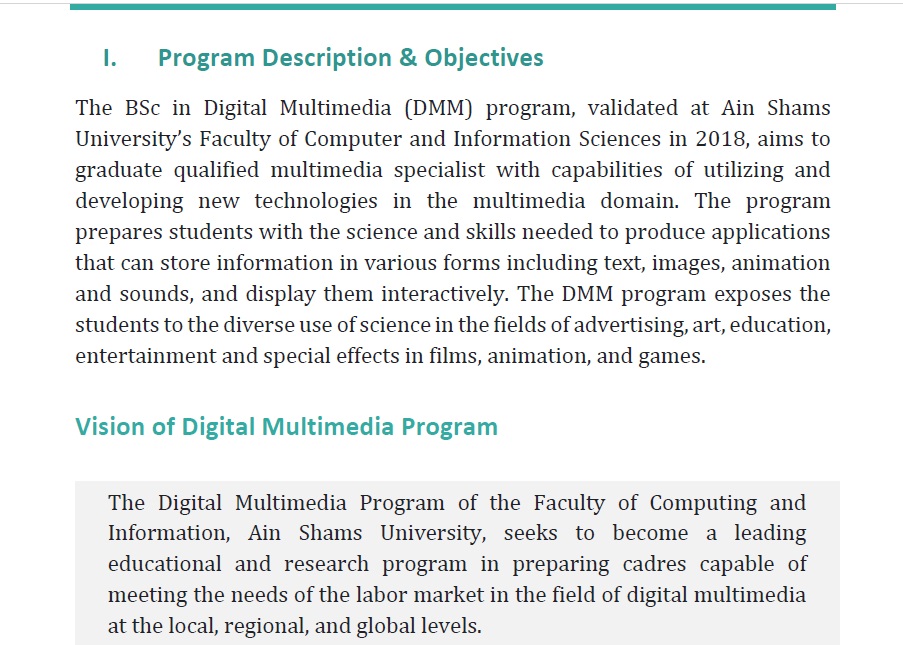 I. Program Description & Objectives
The BSc in Digital Multimedia (DMM) program, validated at Ain Shams
University’s Faculty of Computer and Information Sciences in 2018, aims to
graduate qualified multimedia specialist with capabilities of utilizing and
developing new technologies in the multimedia domain. The program
prepares students with the science and skills needed to produce applications
that can store information in various forms including text, images, animation
and sounds, and display them interactively. The DMM program exposes the
students to the diverse use of science in the fields of advertising, art, education,
entertainment and special effects in films, animation, and games.
Vision of Digital Multimedia Program
The Digital Multimedia Program of the Faculty of Computing and
Information, Ain Shams University, seeks to become a leading
educational and research program in preparing cadres capable of
meeting the needs of the labor market in the field of digital multimedia
at the local, regional, and global levels.